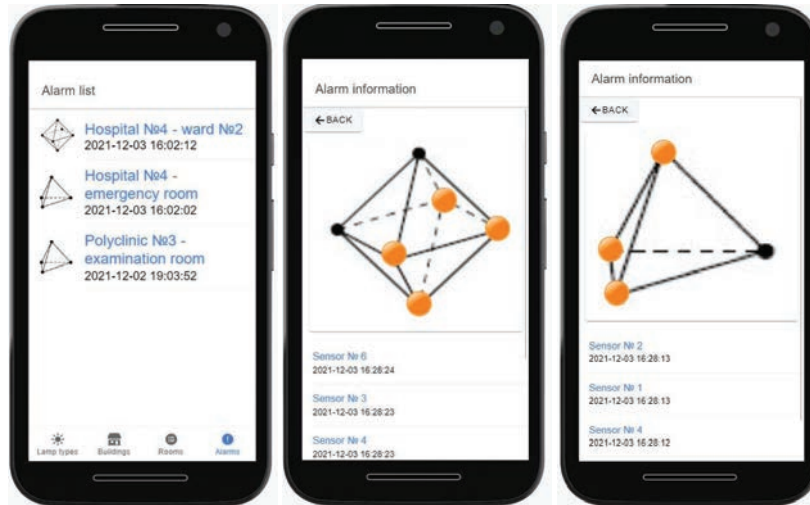 Alarm list
Hospital №4 - ward №2
2021-12-03 16:02:12
Hospital №4 -
emergency room
2021-12-03 16:02:02
Polyclinic №3 -
examination room
2021-12-02 19:03:52
Lamp types
Buildings
Rooms
Alarms
Alarm information
←BACK
Sensor № 6
2021-12-03 16:28:24
Sensor № 3
2021-12-03 16:28:23
Sensor № 4
2021-12-03 16:28:23
Alarm information
←BACK
Sensor № 2
2021-12-03 16:28:13
Sensor № 1
2021-12-03 16:28:13
Sensor № 4
2021-12-03 16:28:12